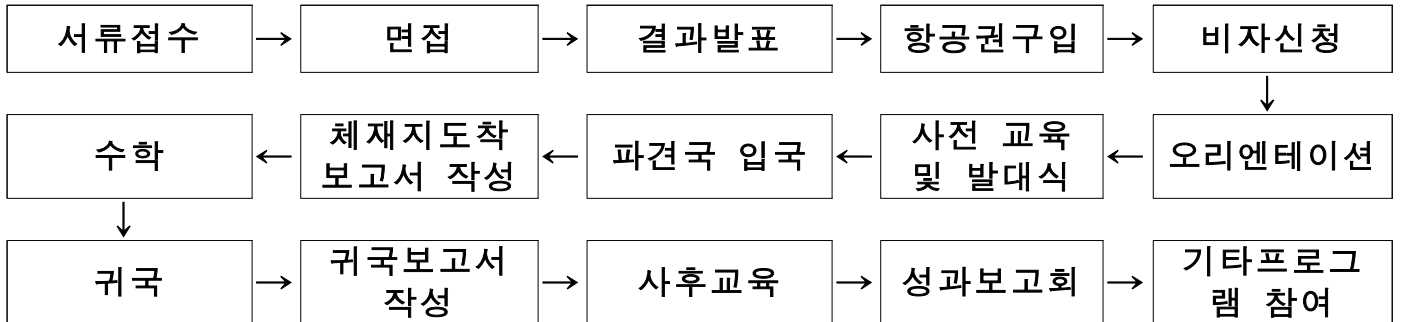 서류접수 → 면접 → 결과발표 → 항공권구입 → 비자신청
↓
오리엔테이션 → 사전 교육
및 발대식 → 파견국 입국 → 체재지도착
보고서 작성 → 수학
↓
귀국 → 귀국보고서
작성 → 사후교육 → 성과보고회 → 기타프로그
램 참여